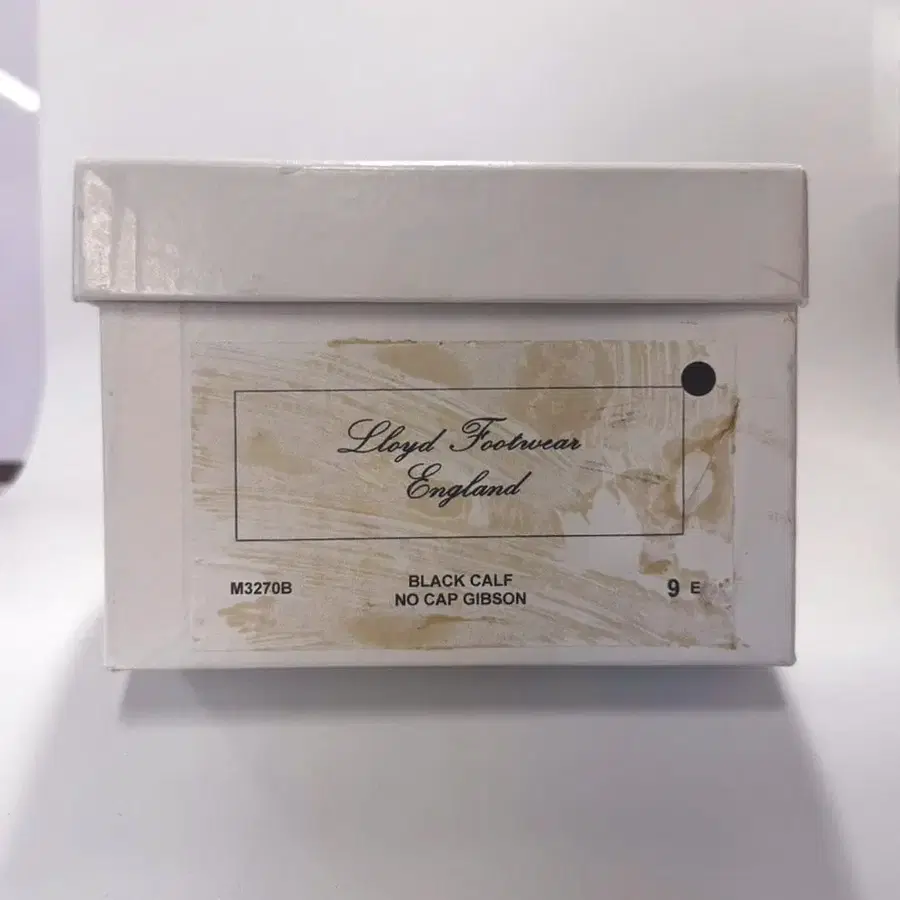 Lloyd Footwear
England
M3270B
BLACK CALF
NO CAP GIBSON
9 E